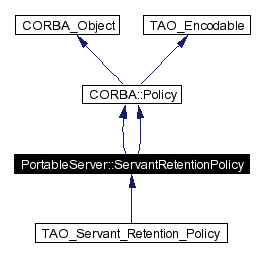 CORBA_Object
TAO_Encodable
CORBA::Policy
PortableServer::ServantRetentionPolicy
TAO_Servant_Retention_Policy